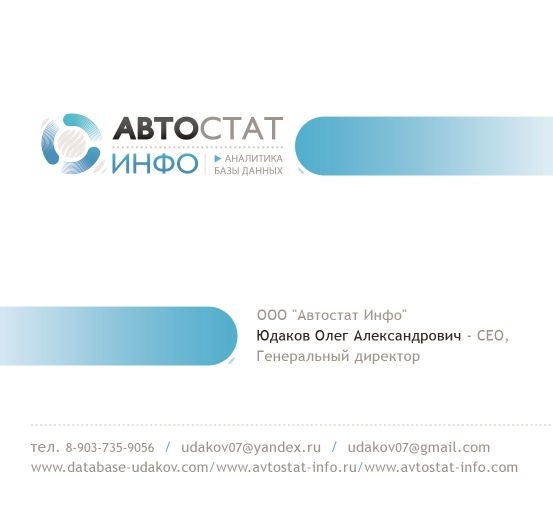 АВТОСТАТ
ИНФО
АНАЛИТИКА
БАЗЫ ДАННЫХ
ООО "Автостат Инфо"
Юдаков Олег Александрович - CEO,
Генеральный директор
тел. 8-903-735-9056 / udakov07@yandex.ru / udakov07@gmail.com
www.database-udakov.com/www.avtostat-info.ru/www.avtostat-info.com